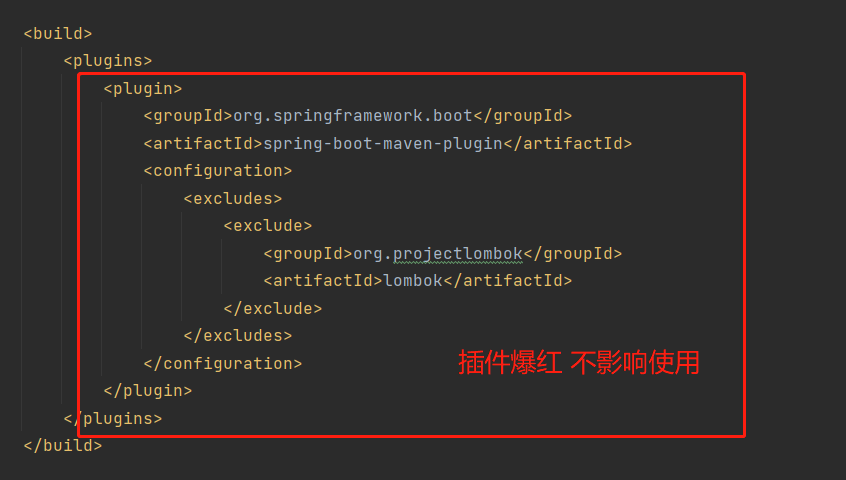 <build>
<plugins>
<plugin>
<groupId>org.springframework.boot</groupId>
<artifactId>spring-boot-maven-plugin</artifactId>
<configuration>
<excludes>
<exclude>
<groupId>org.projectlombok</groupId>
<artifactId>lombok</artifactId>
</exclude>
</excludes>
</configuration>
插件爆红 不影响使用
</plugin>
</plugins>
</build>